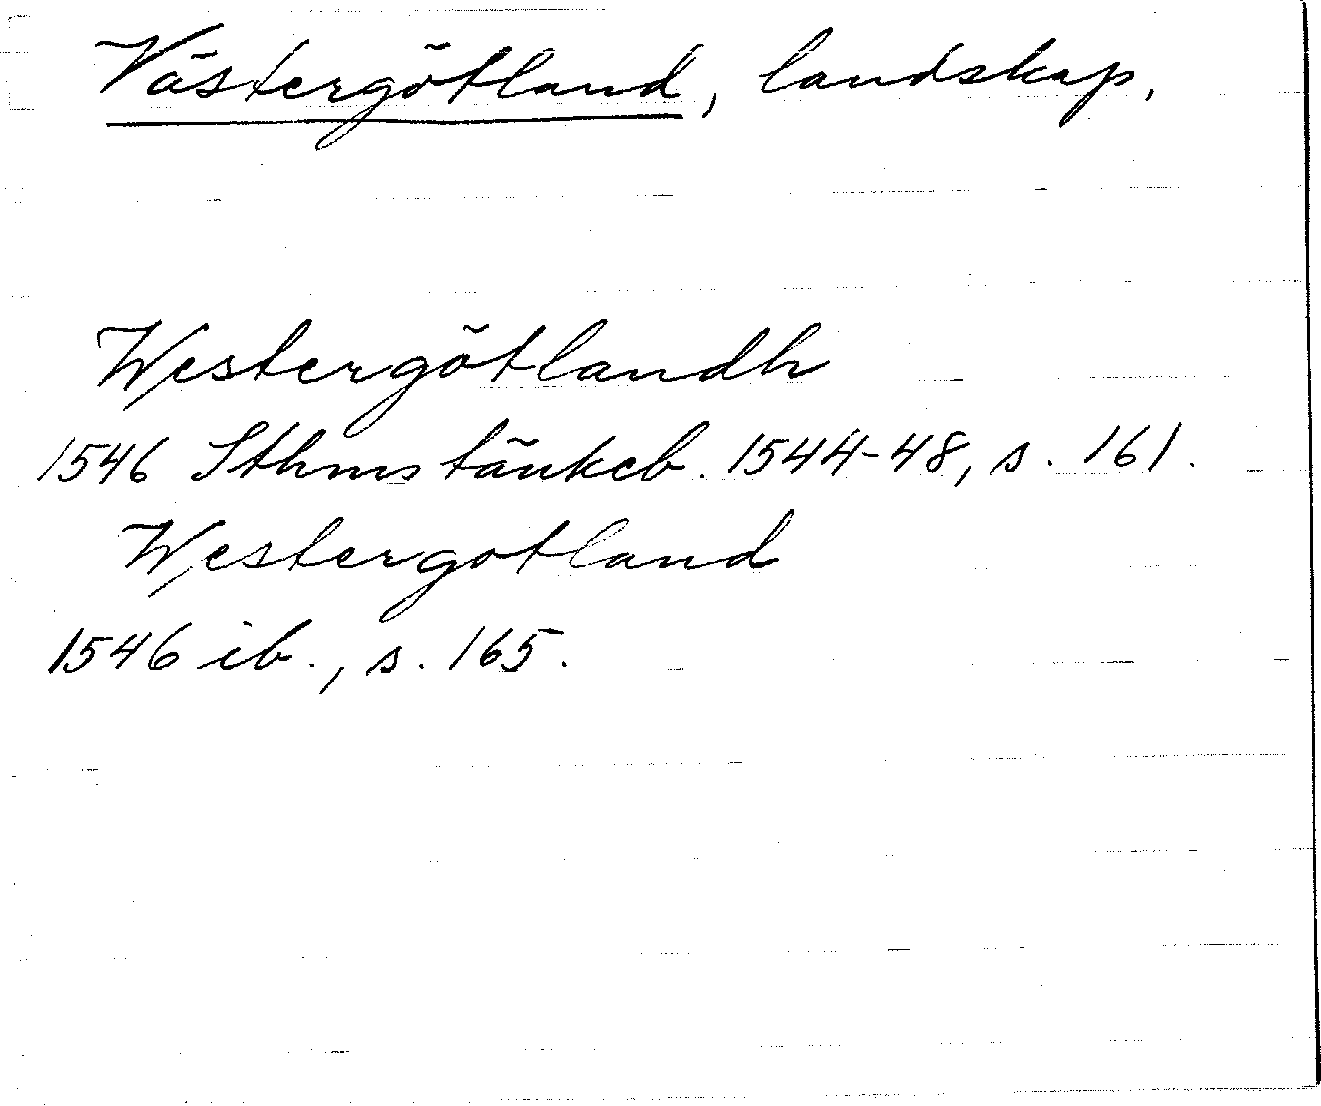 Västergötland, landskap.
Westergötlandh
1546 Sthms tänkeb. 1544-48, s. 161.
Westergotland
1546 ib., s. 165.